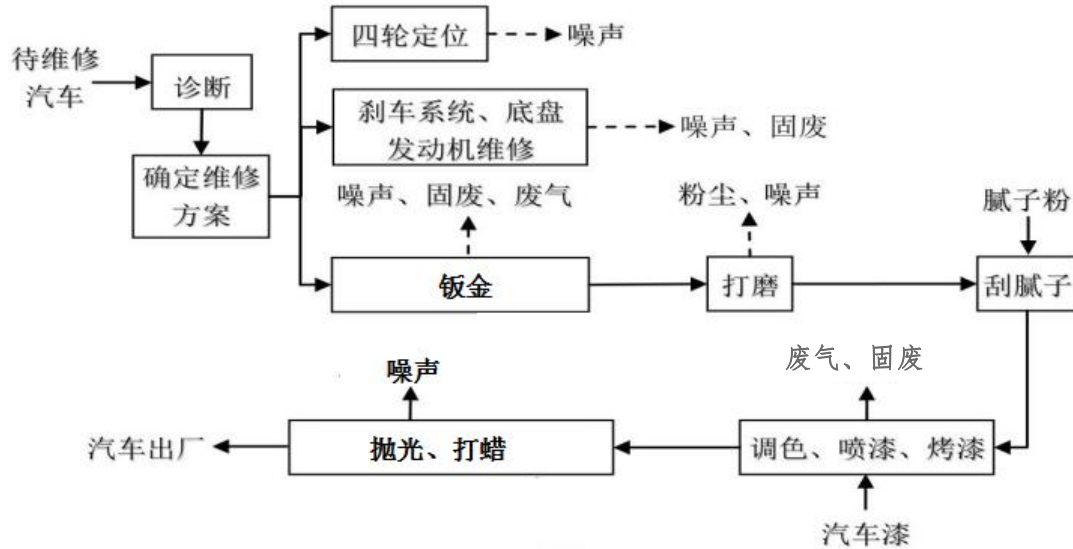 四轮定位
噪声
待维修
汽车
诊断
刹车系统、底盘
发动机维修
噪声、固废
确定维修
方案
噪声、固废、废气
粉尘、噪声
腻子粉
钣金
打磨
刮腻子
噪声
废气、固废
汽车出厂
抛光、打蜡
调色、喷漆、烤漆
汽车漆